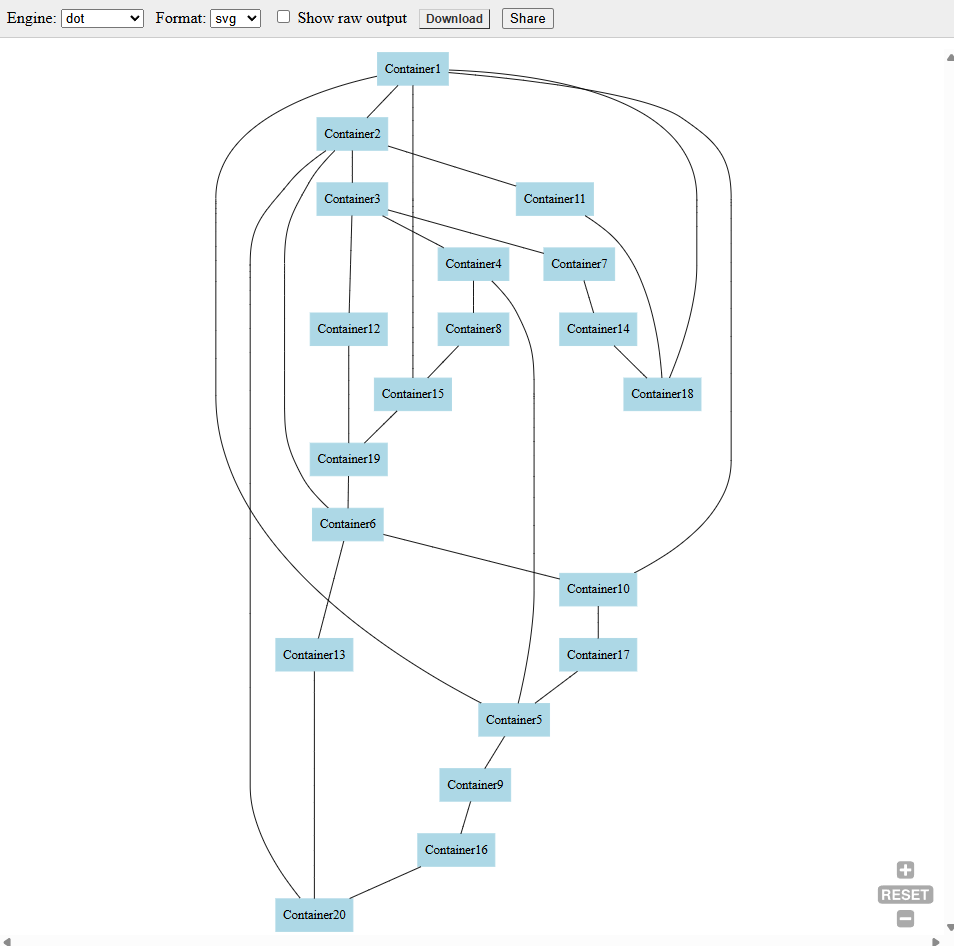 Engine: dot Format: svg Show raw output Download Share
Container1
Container2
Container3 Container11
Container4 Container7
Container12 Container8 Container14
Container15 Container18
Container19
Container6
Container10
Container13 Container17
Container5
Container9
Container16
Container20
RESET